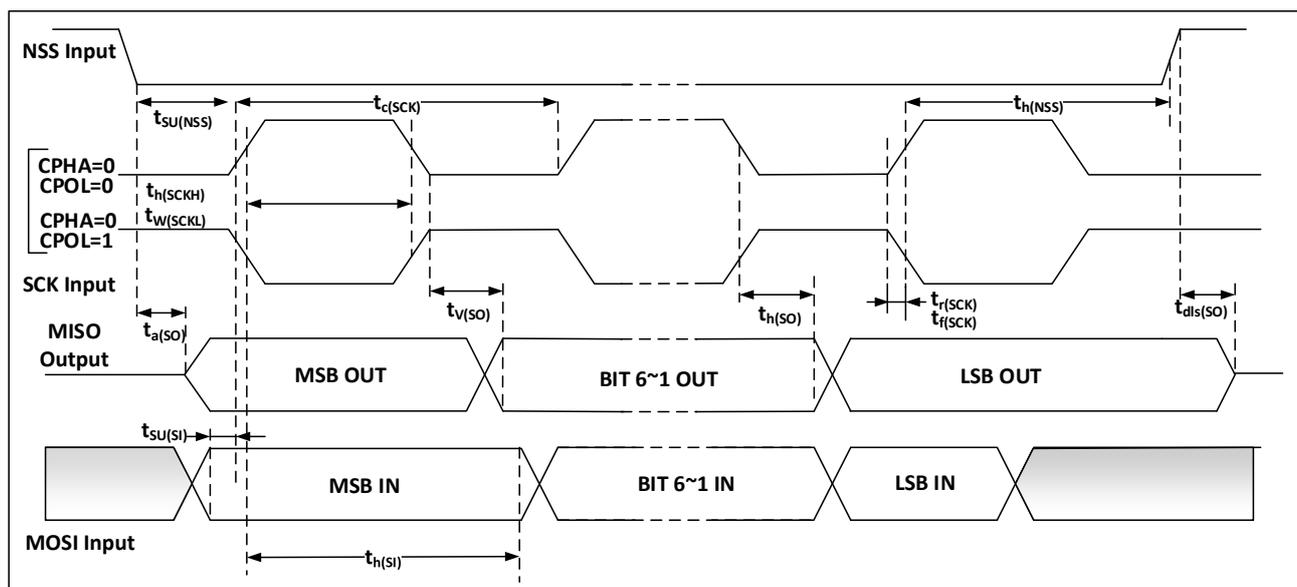 NSS Input
tSU(NSS)
tc(SCK)
th(NSS)
CPHA=0
CPOL=0
th(SCKH)
CPHA=0
tW(SCKL)
CPOL=1
SCK Input
ta(SO)
tV(SO)
th(SO)
tr(SCK)
tf(SCK)
tdIs(SO)
MISO
Output
MSB OUT
BIT 6~1 OUT
LSB OUT
tSU(SI)
MSB IN
BIT 6~1 IN
LSB IN
MOSI Input
th(SI)